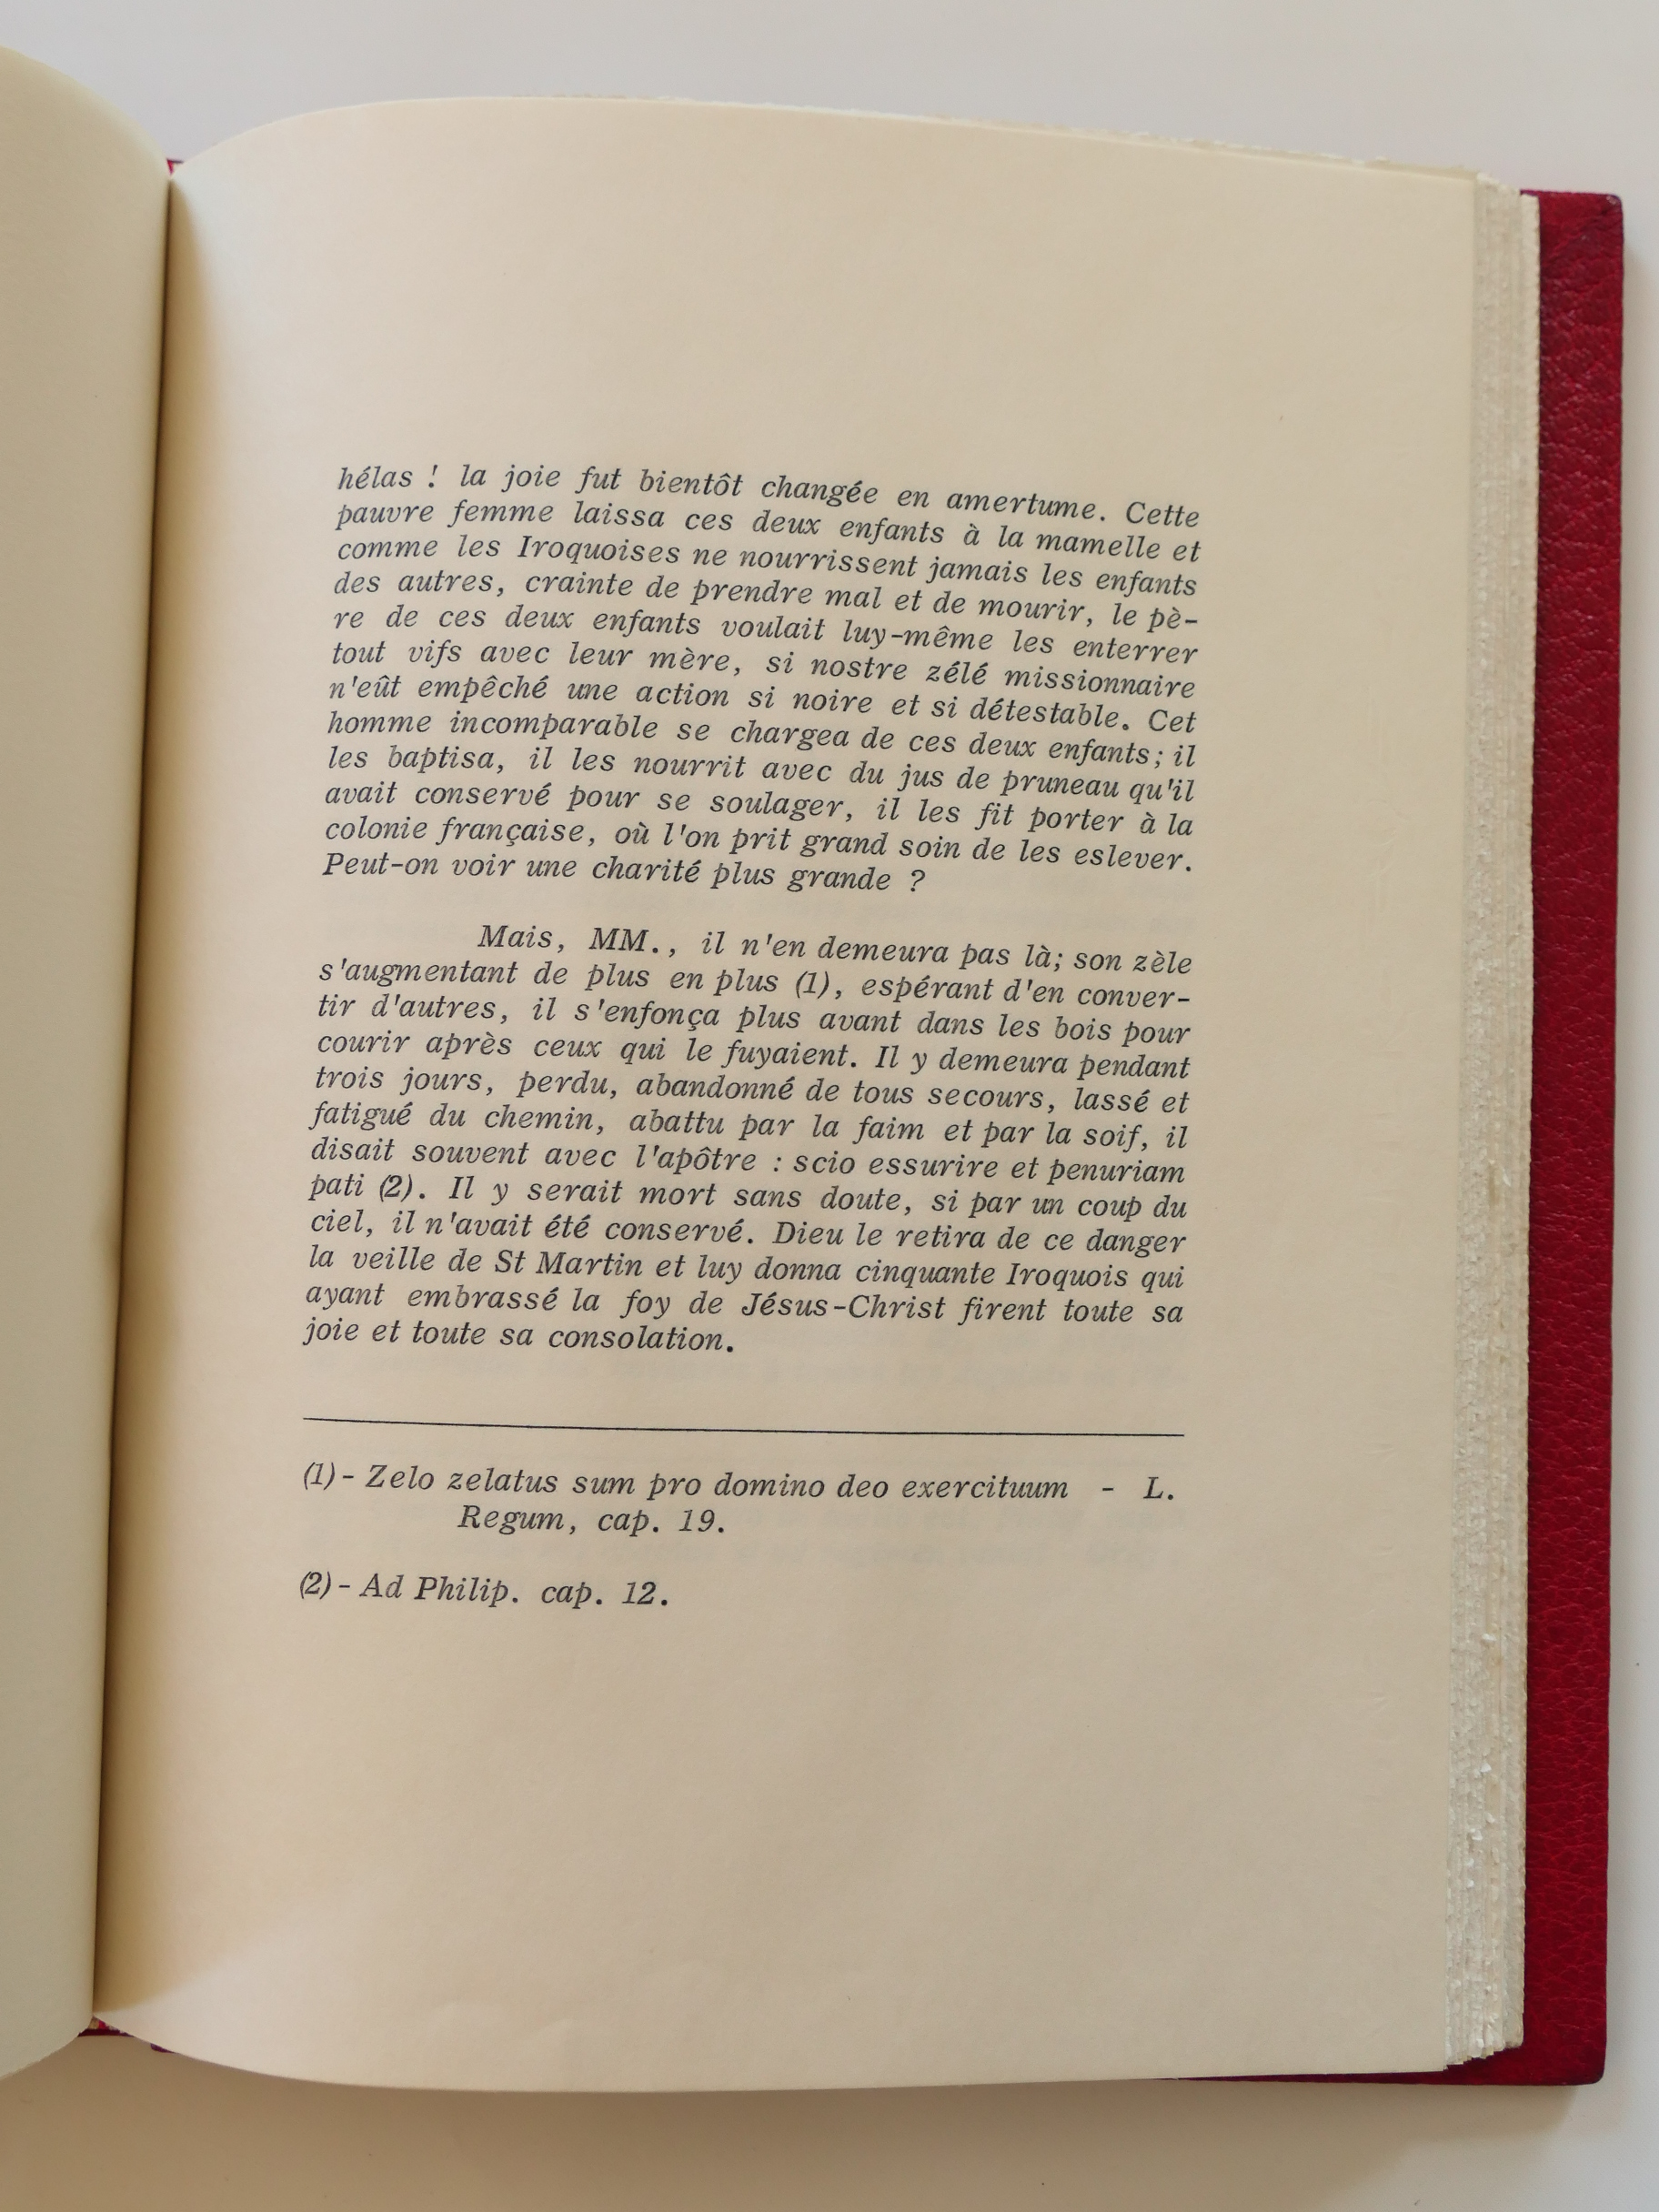 hélas ! la joie fut bientôt changée en amertume. Cette
pauvre femme laissa ces deux enfants à la mamelle et
comme les Iroquoises ne nourrissent jamais les enfants
des autres, crainte de prendre mal et de mourir, le pè-
re de ces deux enfants voulait luy-même les enterrer
tout vifs avec leur mère, si nostre zélé missionnaire
n'eût empêché une action si noire et si détestable. Cet
homme incomparable se chargea de ces deux enfants; il
les baptisa, il les nourrit avec du jus de pruneau qu'il
avait conservé pour se soulager, il les fit porter à la
colonie française, où l'on prit grand soin de les eslever.
Peut-on voir une charité plus grande ?
Mais, MM., il n'en demeura pas là; son zèle
s'augmentant de plus en plus (1), espérant d'en conver-
tir d'autres, il s'enfonça plus avant dans les bois pour
courir après ceux qui le fuyaient. Il y demeura pendant
trois jours, perdu, abandonné de tous secours, lassé et
fatigué du chemin, abattu par la faim et par la soif, il
disait souvent avec l'apôtre : scio essurire et penuriam
pati (2). Il y serait mort sans doute, si par un coup du
ciel, il n'avait été conservé. Dieu le retira de ce danger
la veille de St Martin et luy donna cinquante Iroquois qui
ayant embrassé la foy de Jésus-Christ firent toute sa
joie et toute sa consolation.
(1)- Zelo zelatus sum pro domino deo exercituum - L.
Regum, cap. 19.
(2)- Ad Philip. cap. 12.